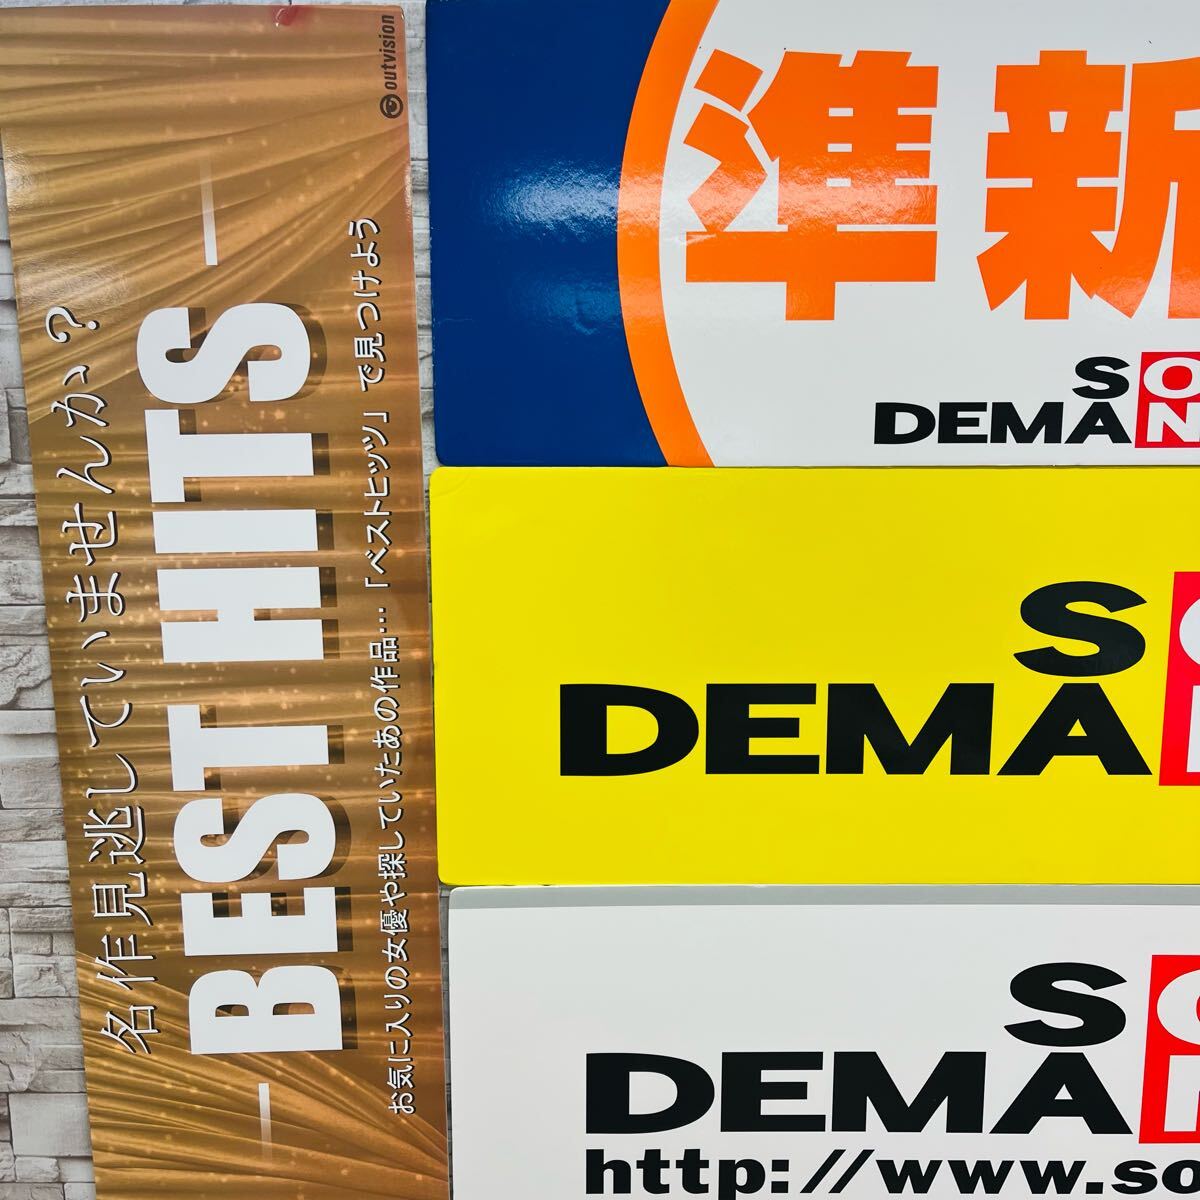 名作見逃していませんか?
BEST HITS
お気に入りの女優や探していたあの作品…「ベストヒッツ」で見つけよう
outvision
準新
SO
DEMAN
S
DEMA
S
DEMA
http://www.so